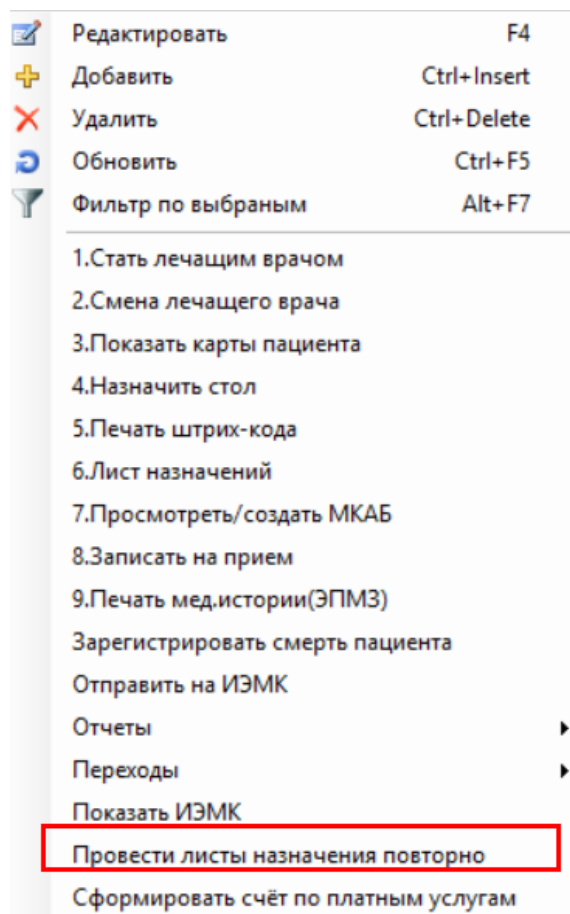 Редактировать F4
Добавить Ctrl+Insert
Удалить Ctrl+Delete
Обновить Ctrl+F5
Фильтр по выбраным Alt+F7
1.Стать лечащим врачом
2.Смена лечащего врача
3.Показать карты пациента
4.Назначить стол
5.Печать штрих-кода
6.Лист назначений
7.Просмотреть/создать МКАБ
8.Записать на прием
9.Печать мед.истории(ЭПМЗ)
Зарегистрировать смерть пациента
Отправить на ИЭМК
Отчеты
Переходы
Показать ИЭМК
Провести листы назначения повторно
Сформировать счёт по платным услугам